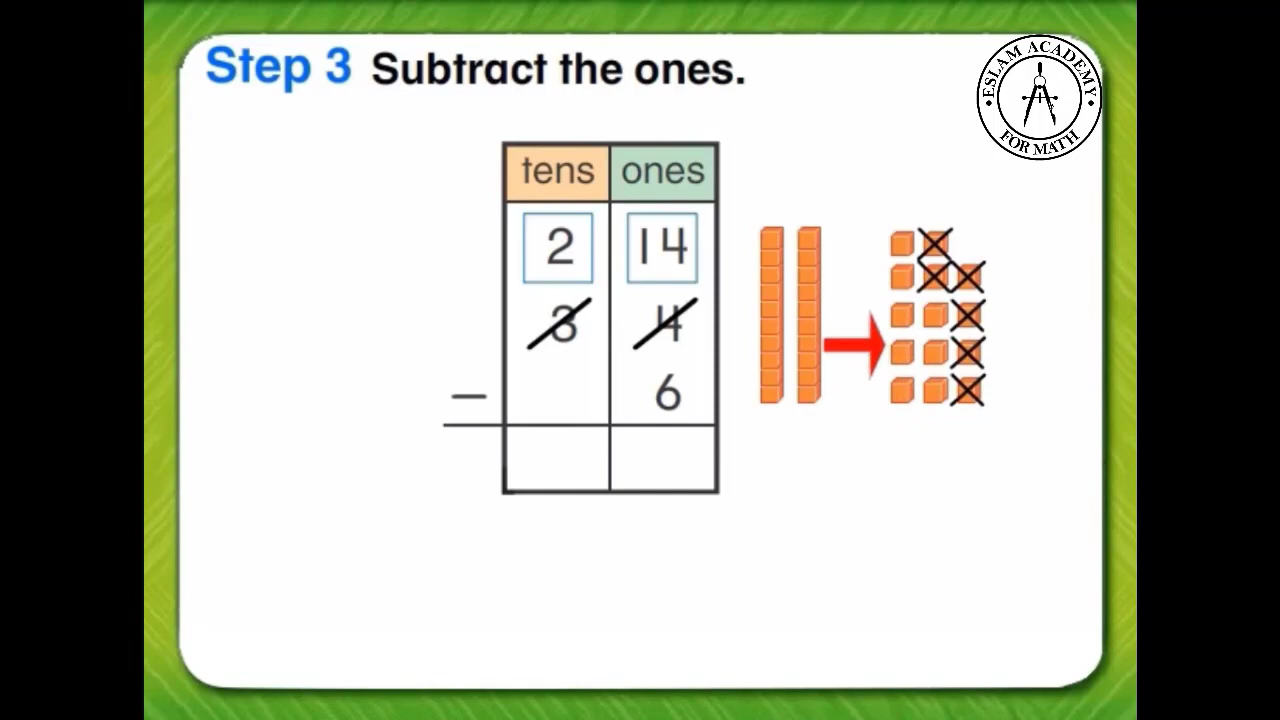 Step 3 Subtract the ones.
• ESLAM ACADEMY •
FOR MATH
tens ones
2 14
3 4
− 6